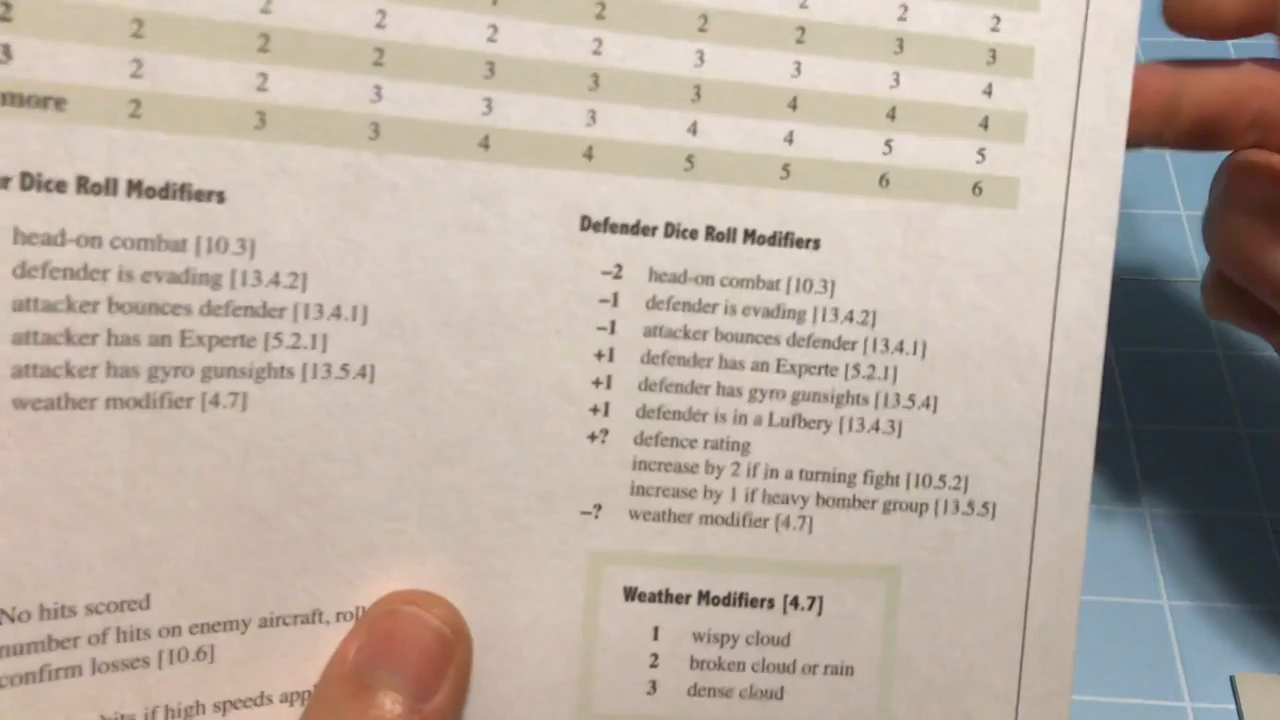 2 2 2 2 2 2 2 2 2
2 2 2 2 2 2 2 3 3
3 2 2 2 3 3 3 3 3 4
more 2 2 3 3 3 3 4 4 4
2 3 3 4 4 4 4 5 5
5 5 6 6
r Dice Roll Modifiers
head-on combat [10.3]
defender is evading [13.4.2]
attacker bounces defender [13.4.1]
attacker has an Experte [5.2.1]
attacker has gyro gunsights [13.5.4]
weather modifier [4.7]
No hits scored
number of hits on enemy aircraft, roll
confirm losses [10.6]
hits if high speeds app
Defender Dice Roll Modifiers
−2 head-on combat [10.3]
−1 defender is evading [13.4.2]
−1 attacker bounces defender [13.4.1]
+1 defender has an Experte [5.2.1]
+1 defender has gyro gunsights [13.5.4]
+1 defender is in a Lufbery [13.4.3]
+? defence rating
increase by 2 if in a turning fight [10.5.2]
increase by 1 if heavy bomber group [13.5.5]
−? weather modifier [4.7]
Weather Modifiers [4.7]
1 wispy cloud
2 broken cloud or rain
3 dense cloud